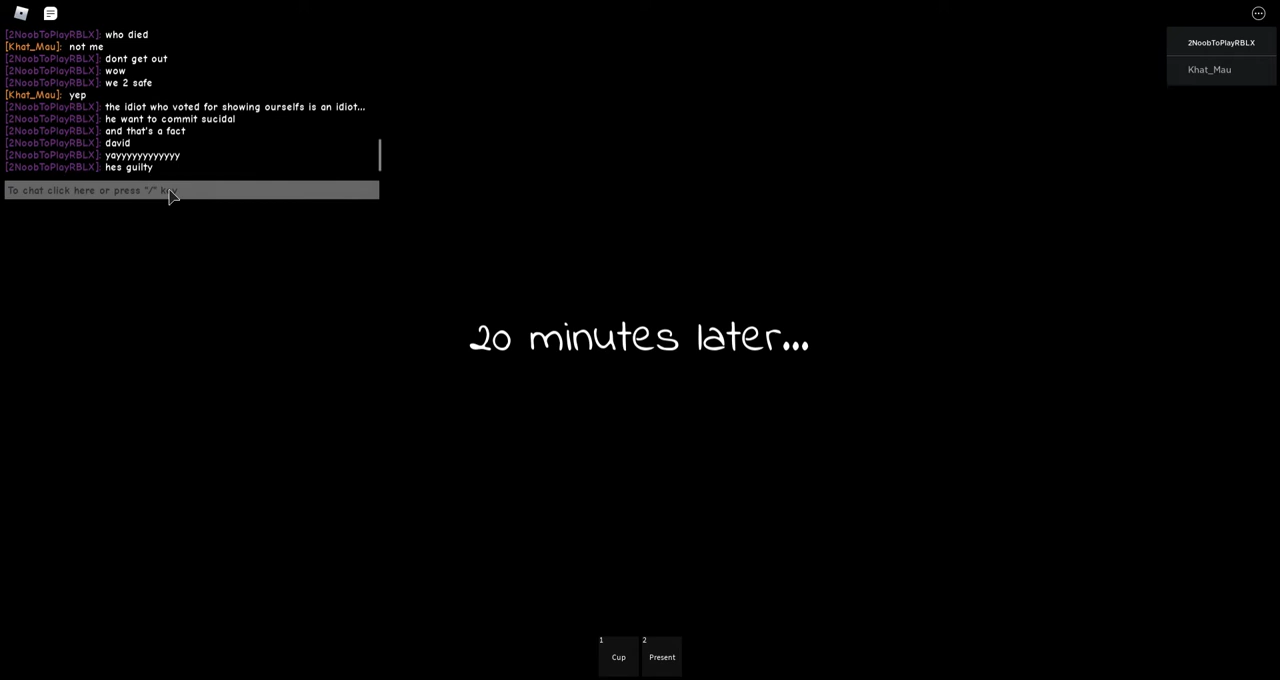 [2NoobToPlayRBLX]: who died
[Khat_Mau]: not me
[2NoobToPlayRBLX]: dont get out
[2NoobToPlayRBLX]: wow
[2NoobToPlayRBLX]: we 2 safe
[Khat_Mau]: yep
[2NoobToPlayRBLX]: the idiot who voted for showing ourselfs is an idiot...
[2NoobToPlayRBLX]: he want to commit sucidal
[2NoobToPlayRBLX]: and that's a fact
[2NoobToPlayRBLX]: david
[2NoobToPlayRBLX]: yayyyyyyyyyyy
[2NoobToPlayRBLX]: hes guilty
To chat click here or press "/" key
2NoobToPlayRBLX
Khat_Mau
20 minutes later...
1 2
Cup Present